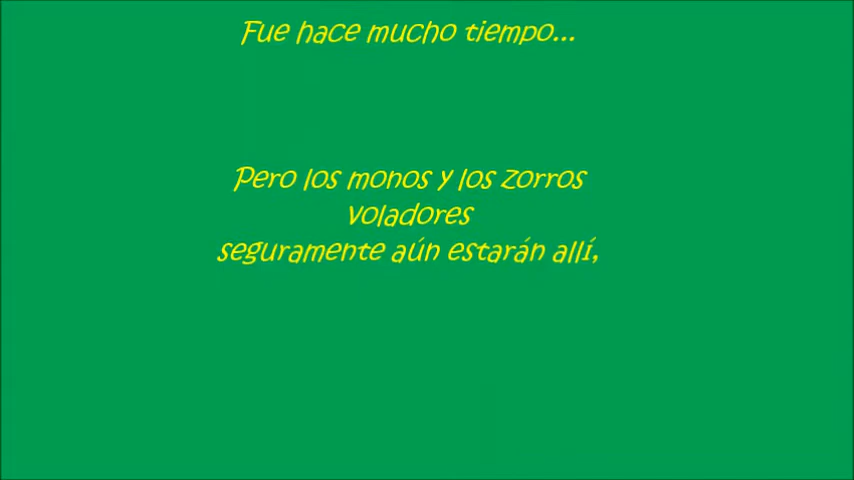 Fue hace mucho tiempo...
Pero los monos y los zorros
voladores
seguramente aún estarán allí,